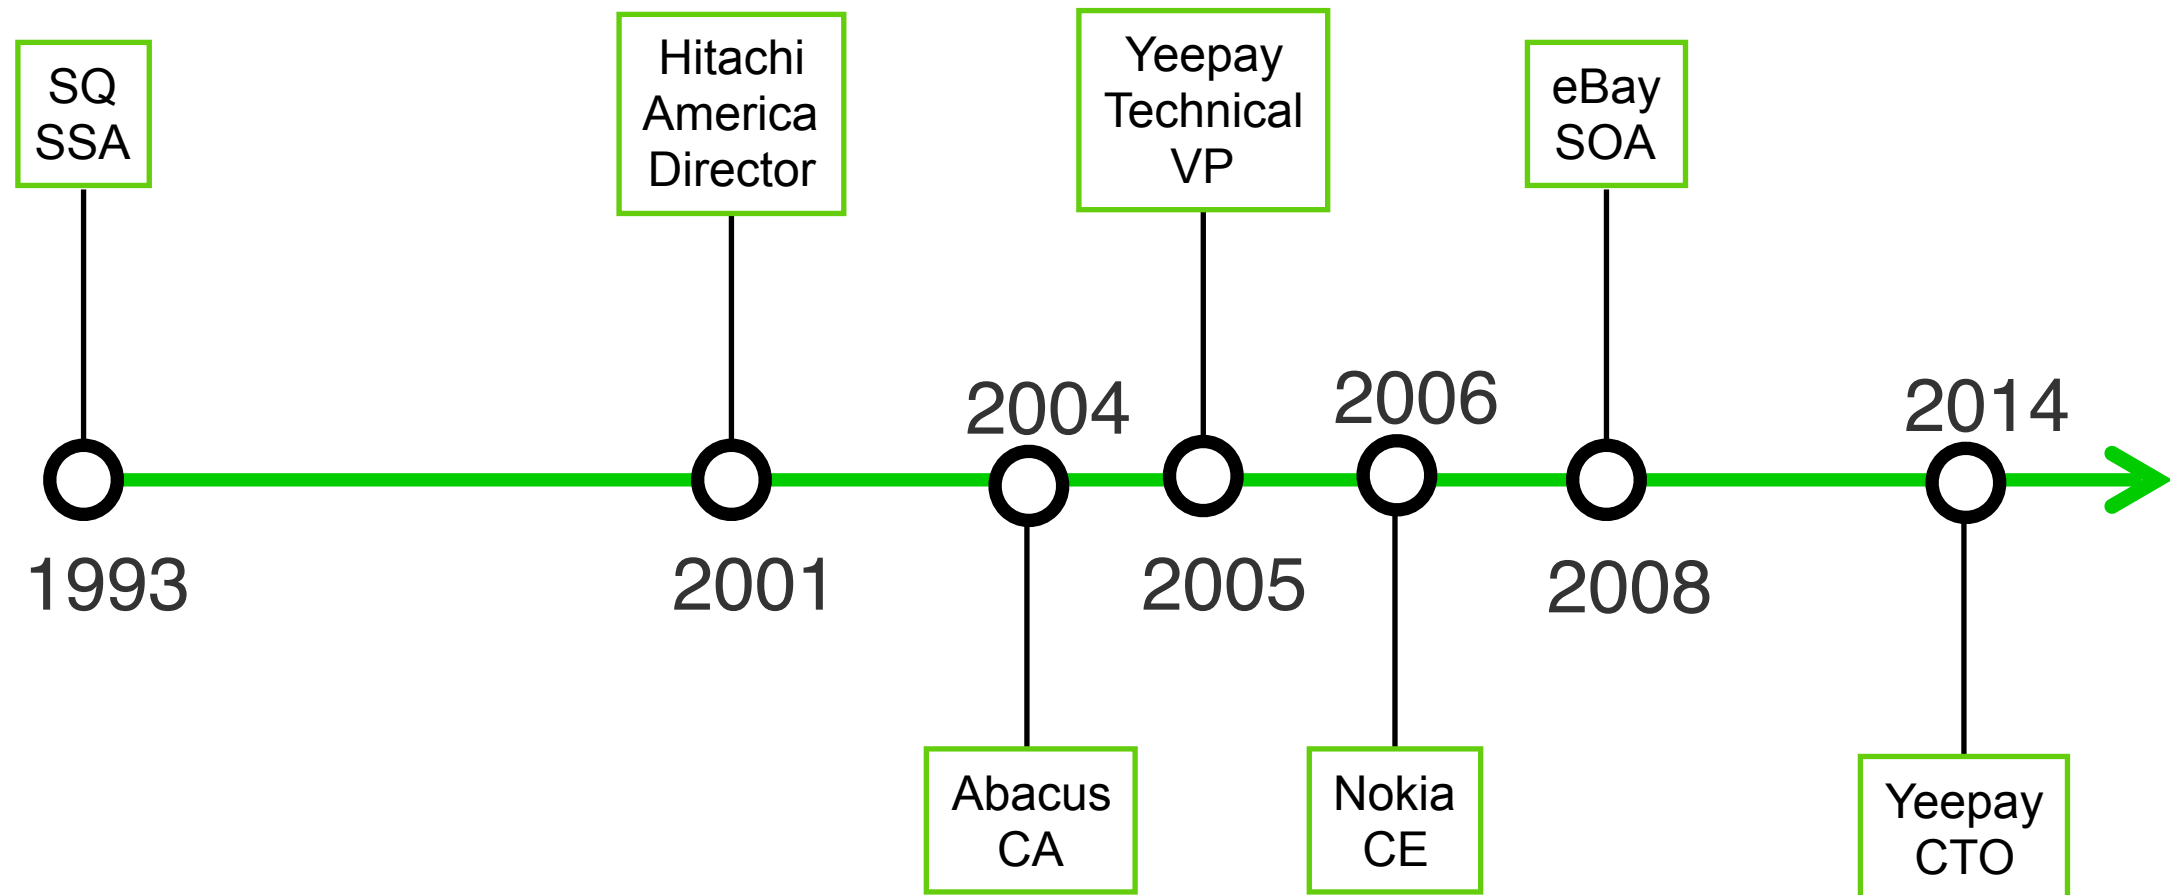 SQ
SSA
Hitachi
America
Director
Yeepay
Technical
VP
eBay
SOA
2004
2006
2014
1993
2001
2005
2008
Abacus
CA
Nokia
CE
Yeepay
CTO